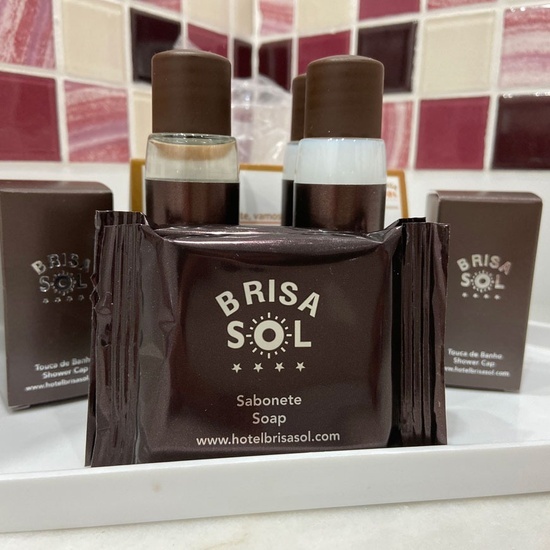 BRISA
SOL
Touca de Banho
Shower Cap
www.hotelbrisasol.com
BRISA
SOL
Sabonete
Soap
www.hotelbrisasol.com
BRISA
SOL
Touca de Banho
Shower Cap
www.hotelbrisasol.com